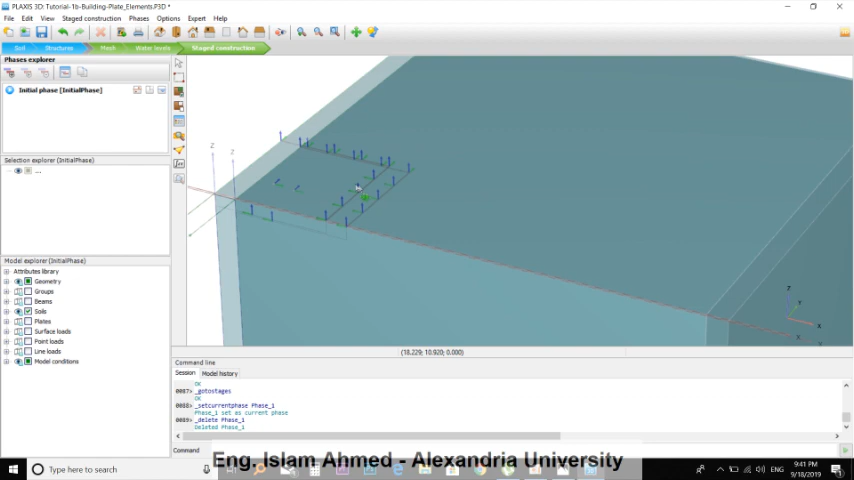 PLAXIS 3D: Tutorial-1b-Building-Plate_Elements.P3D *
File Edit View Staged construction Phases Options Expert Help
Soil Structures Mesh Water levels Staged construction
Phases explorer
Initial phase [InitialPhase]
Selection explorer (InitialPhase)
...
Model explorer (InitialPhase)
Attributes library
Geometry
Groups
Beams
Soils
Plates
Surface loads
Point loads
Line loads
Model conditions
Z
Z
Z
Y
X
X
(18.229; 10.920; 0.000)
Command line
Session Model history
OK
0087> _gotostages
OK
0088> _setcurrentphase Phase_1
Phase_1 set as current phase
0089> _delete Phase_1
Deleted Phase_1
Command
Eng. Islam Ahmed - Alexandria University
Type here to search
ENG
9:41 PM
9/18/2019